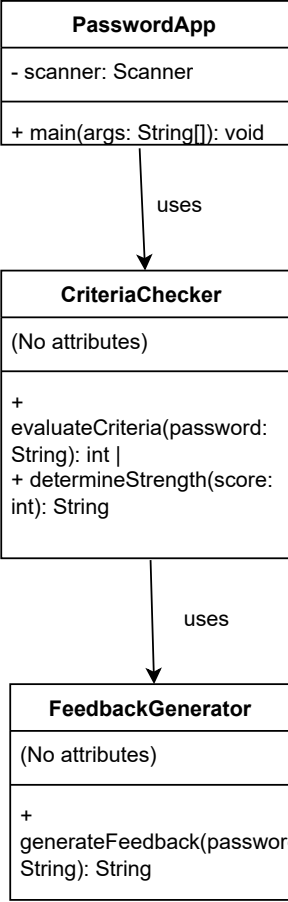 PasswordApp
- scanner: Scanner
+ main(args: String[]): void
uses
CriteriaChecker
(No attributes)
+
evaluateCriteria(password:
String): int |
+ determineStrength(score:
int): String
uses
FeedbackGenerator
(No attributes)
+
generateFeedback(password
String): String